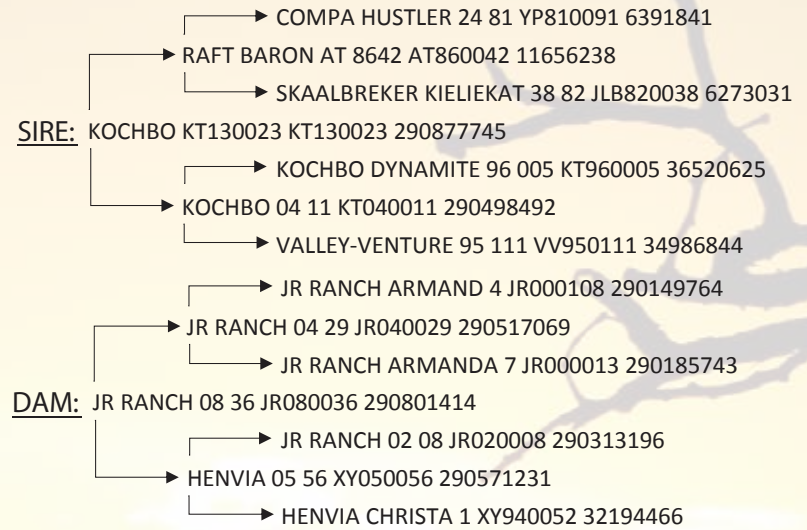 COMPA HUSTLER 24 81 YP810091 6391841
RAFT BARON AT 8642 AT860042 11656238
SKAALBREKER KIELIEKAT 38 82 JLB820038 6273031
SIRE: KOCHBO KT130023 KT130023 290877745
KOCHBO DYNAMITE 96 005 KT960005 36520625
KOCHBO 04 11 KT040011 290498492
VALLEY-VENTURE 95 111 VV950111 34986844
JR RANCH ARMAND 4 JR000108 290149764
JR RANCH 04 29 JR040029 290517069
JR RANCH ARMANDA 7 JR000013 290185743
DAM: JR RANCH 08 36 JR080036 290801414
JR RANCH 02 08 JR020008 290313196
HENVIA 05 56 XY050056 290571231
HENVIA CHRISTA 1 XY940052 32194466